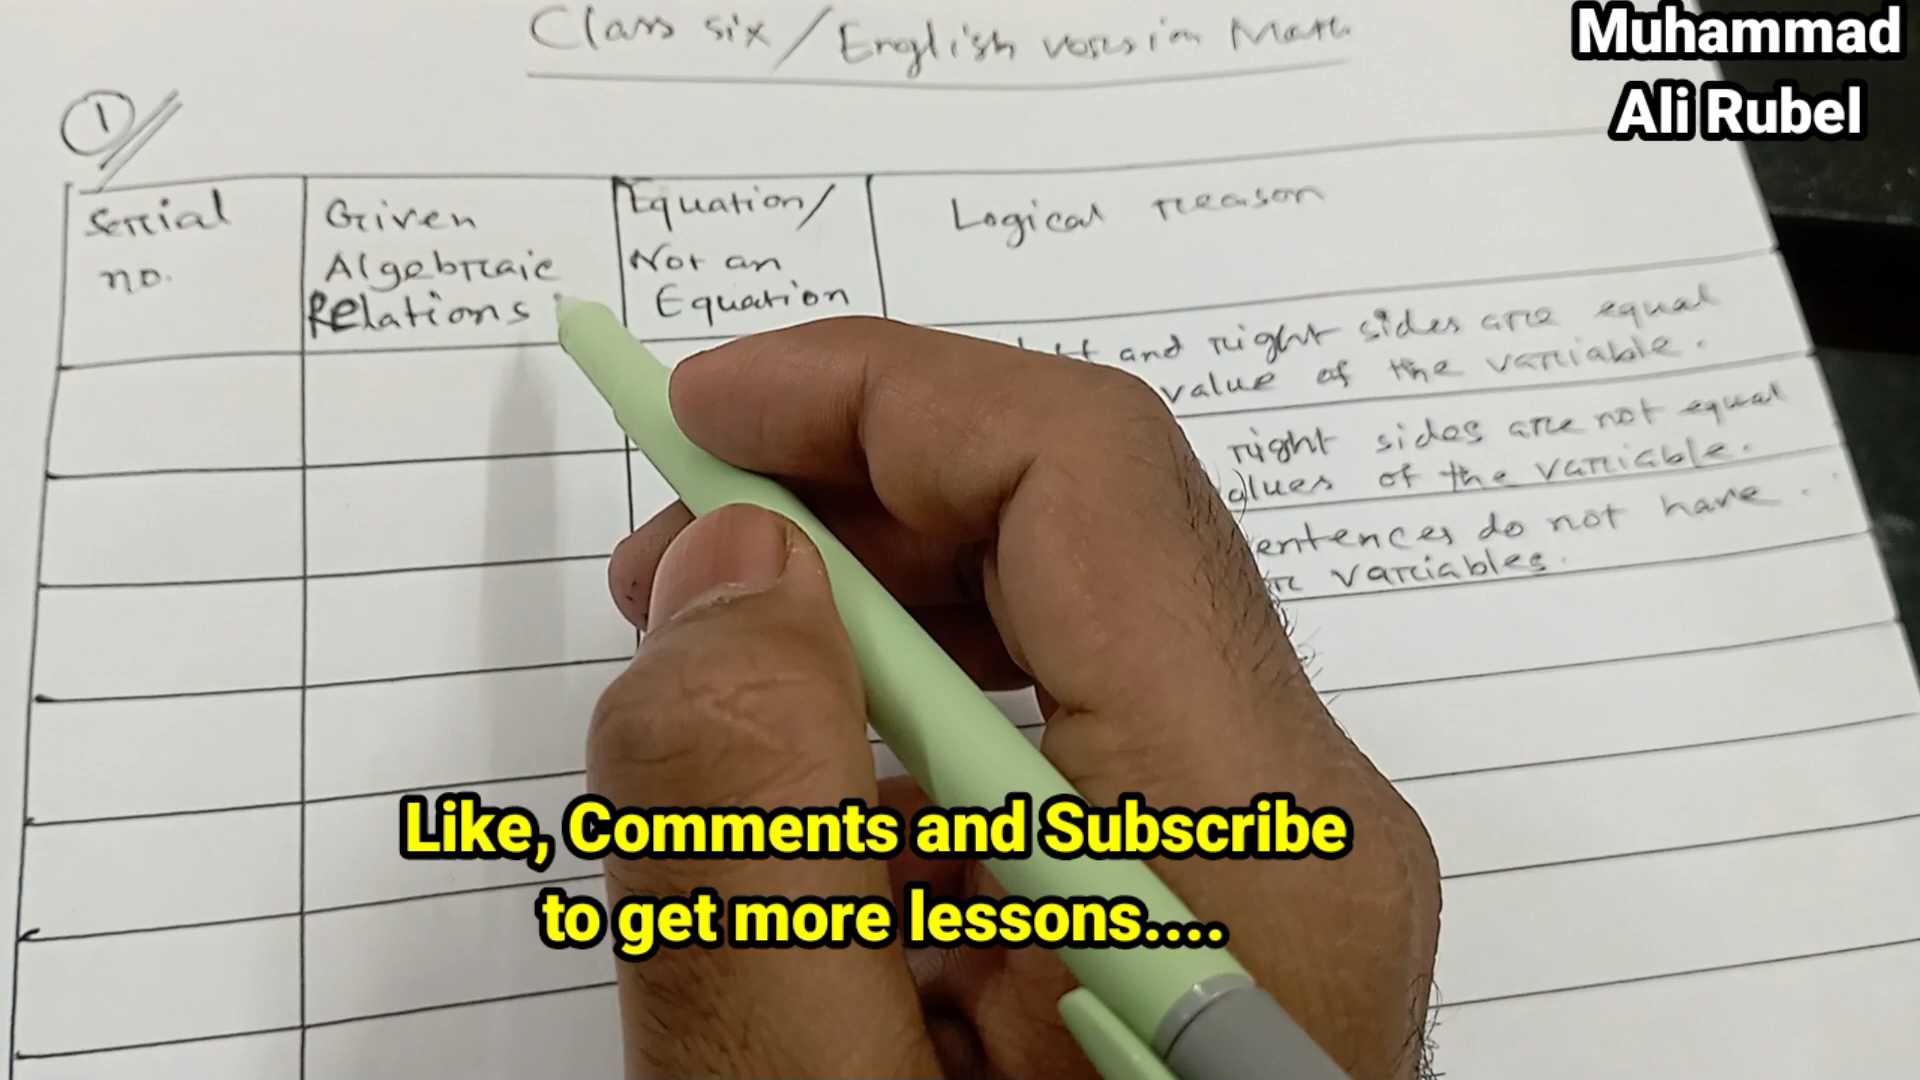 Class six / English version Math
Muhammad
Ali Rubel
1
Serial
no.
Given
Algebraic
Relations
Equation/
Not an
Equation
Logical reason
and right sides are equal
value of the variable.
right sides are not equal
of the variable.
do not have
variables.
Like, Comments and Subscribe
to get more lessons....